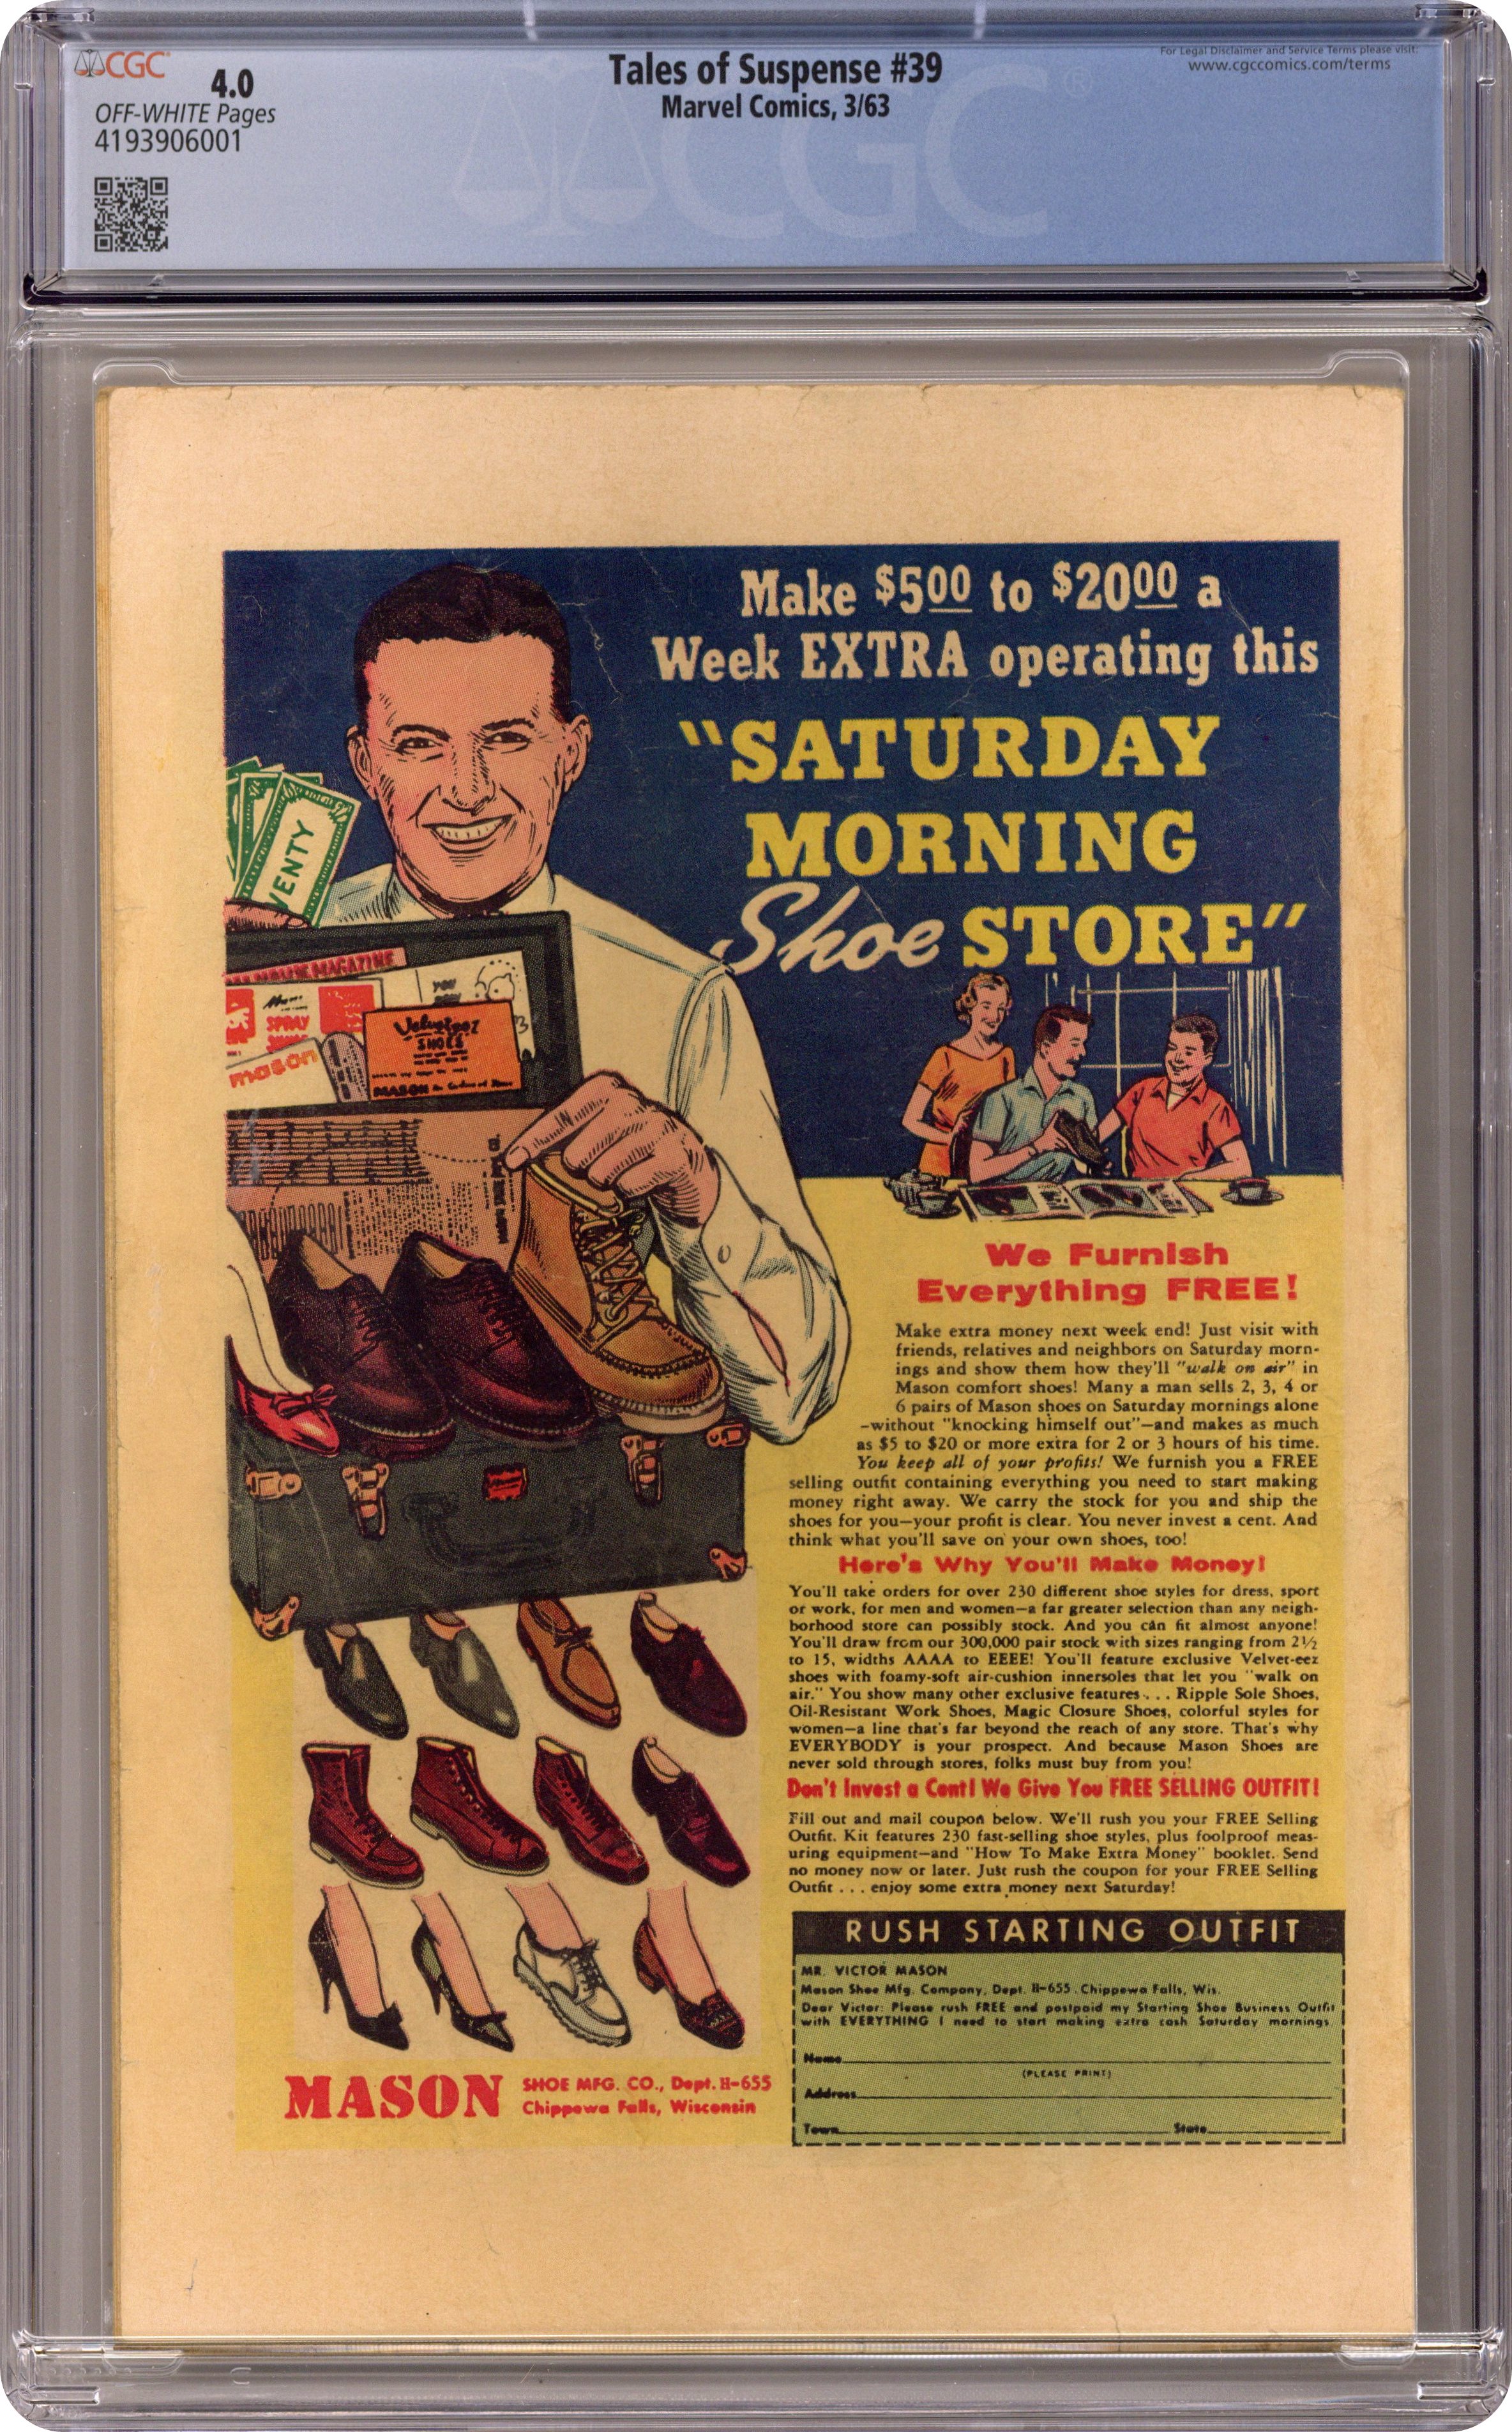 CGC
4.0
OFF-WHITE Pages
4193906001
Tales of Suspense #39
Marvel Comics, 3/63
For Legal Disclaimer and Service Terms please visit:
www.cgccomics.com/terms
CGC
Make $500 to $2000 a
Week EXTRA operating this
"SATURDAY
MORNING
Shoe STORE"
VENTY
MAGAZINE
SPRAY
mason
SHOES
MASON
We Furnish
Everything FREE!
Make extra money next week end! Just visit with
friends, relatives and neighbors on Saturday morn-
ings and show them how they'll "walk on air" in
Mason comfort shoes! Many a man sells 2, 3, 4 or
6 pairs of Mason shoes on Saturday mornings alone
-without "knocking himself out"—and makes as much
as $5 to $20 or more extra for 2 or 3 hours of his time.
You keep all of your profits! We furnish you a FREE
selling outfit containing everything you need to start making
money right away. We carry the stock for you and ship the
shoes for you—your profit is clear. You never invest a cent. And
think what you'll save on your own shoes, too!
Here's Why You'll Make Money!
You'll take orders for over 230 different shoe styles for dress, sport
or work, for men and women—a far greater selection than any neigh-
borhood store can possibly stock. And you can fit almost anyone!
You'll draw from our 300,000 pair stock with sizes ranging from 2½
to 15, widths AAAA to EEEE! You'll feature exclusive Velvet-eez
shoes with foamy-soft air-cushion innersoles that let you "walk on
air." You show many other exclusive features . . . Ripple Sole Shoes,
Oil-Resistant Work Shoes, Magic Closure Shoes, colorful styles for
women—a line that's far beyond the reach of any store. That's why
EVERYBODY is your prospect. And because Mason Shoes are
never sold through stores, folks must buy from you!
Don't Invest a Cent! We Give You FREE SELLING OUTFIT!
Fill out and mail coupon below. We'll rush you your FREE Selling
Outfit. Kit features 230 fast-selling shoe styles, plus foolproof meas-
uring equipment—and "How To Make Extra Money" booklet. Send
no money now or later. Just rush the coupon for your FREE Selling
Outfit . . . enjoy some extra money next Saturday!
RUSH STARTING OUTFIT
MR. VICTOR MASON
Mason Shoe Mfg. Company, Dept. H-655, Chippewa Falls, Wis.
Dear Victor: Please rush FREE and postpaid my Starting Shoe Business Outfit
with EVERYTHING I need to start making extra cash Saturday mornings.
Name
(PLEASE PRINT)
Address
Town State
MASON SHOE MFG. CO., Dept. H-655
Chippewa Falls, Wisconsin